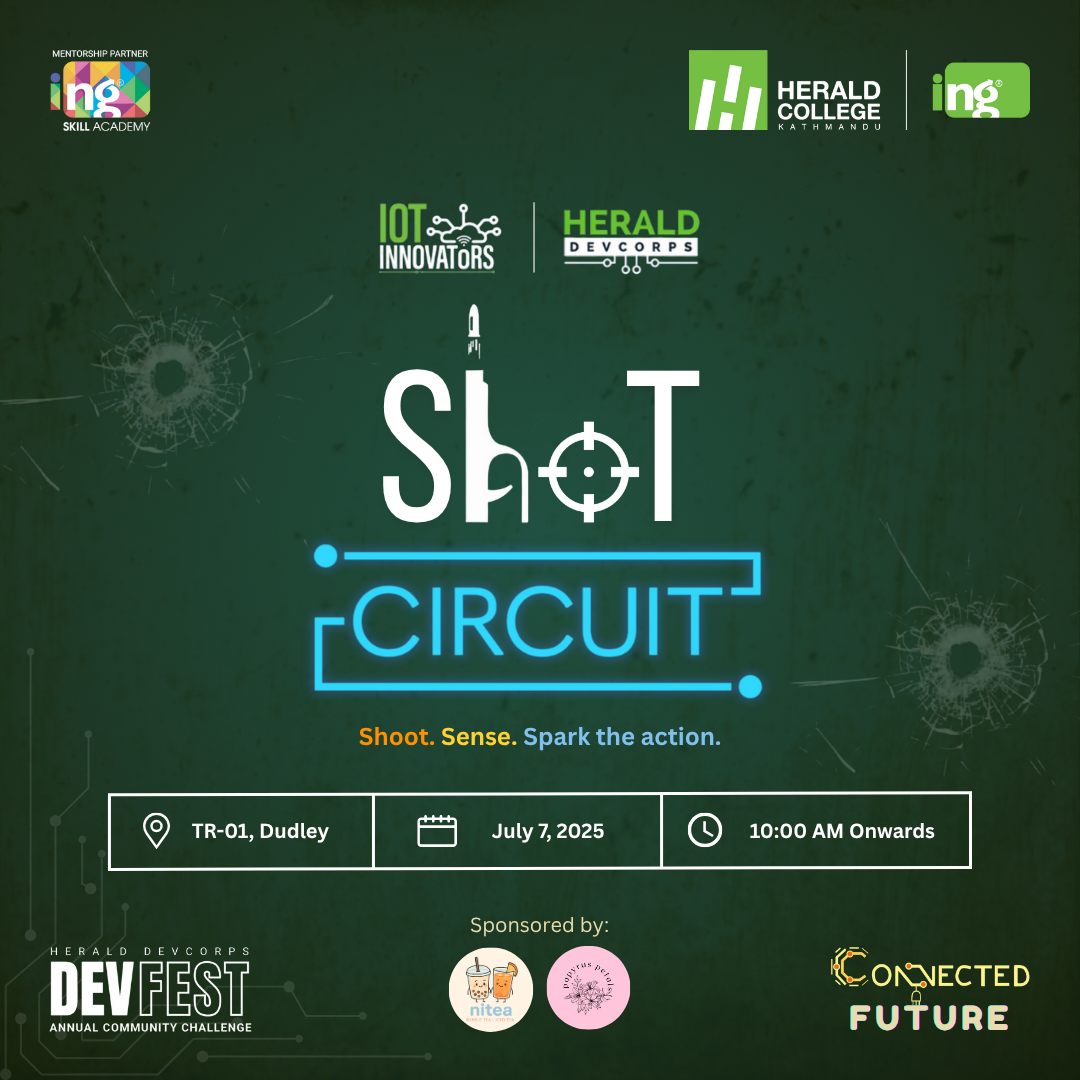 MENTORSHIP PARTNER
ing®
SKILL ACADEMY
HERALD
COLLEGE
KATHMANDU
ing®
IOT
INNOVATORS
HERALD
DEVCORPS
ShoT
CIRCUIT
Shoot. Sense. Spark the action.
TR-01, Dudley
July 7, 2025
10:00 AM Onwards
Sponsored by:
HERALD DEVCORPS
DEVFEST
ANNUAL COMMUNITY CHALLENGE
nitea
papyrus petals
CONNECTED
FUTURE